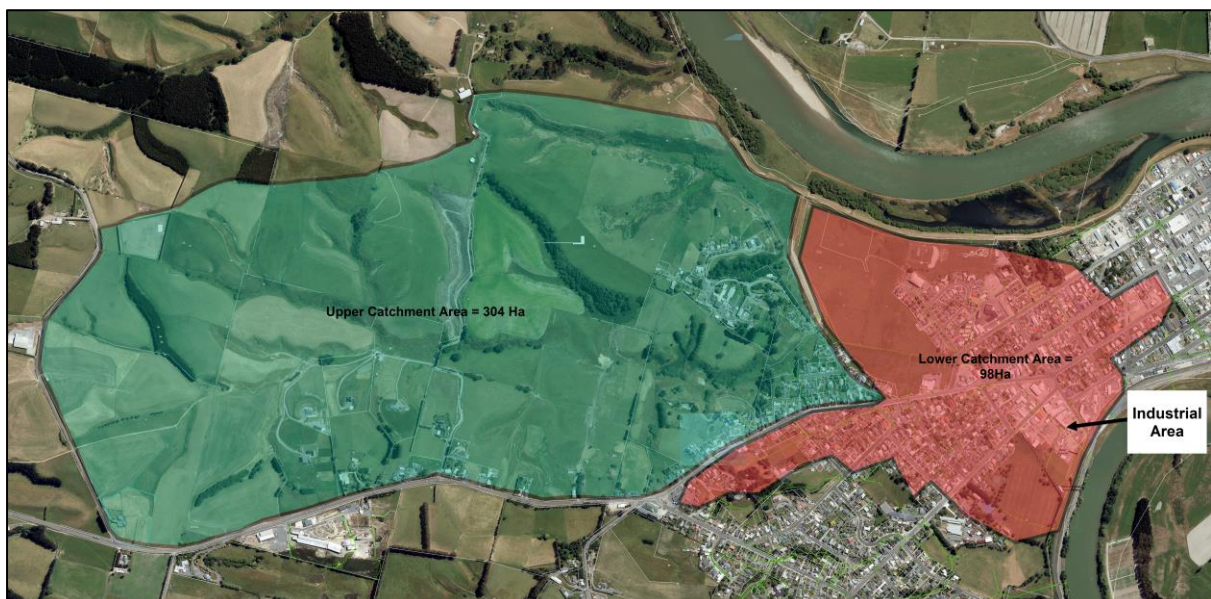 Upper Catchment Area = 304 Ha
Lower Catchment Area =
98Ha
Industrial
Area